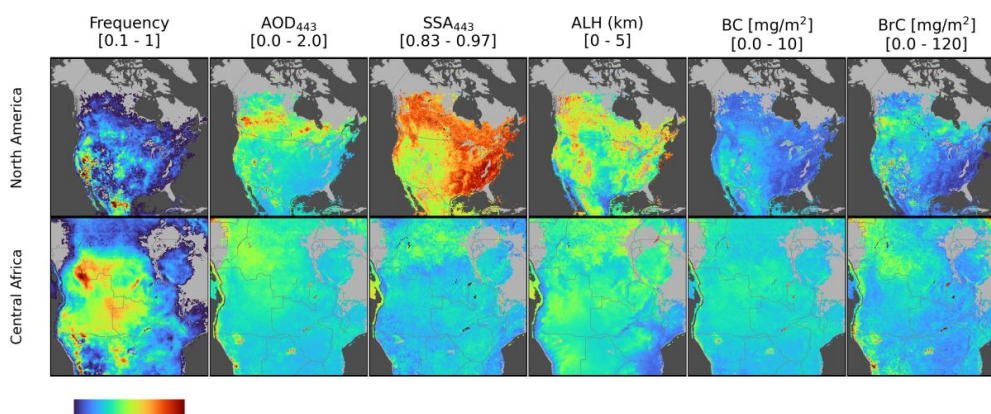 Frequency
[0.1 - 1]
AOD₄₄₃
[0.0 - 2.0]
SSA₄₄₃
[0.83 - 0.97]
ALH (km)
[0 - 5]
BC [mg/m²]
[0.0 - 10]
BrC [mg/m²]
[0.0 - 120]
North America
Central Africa